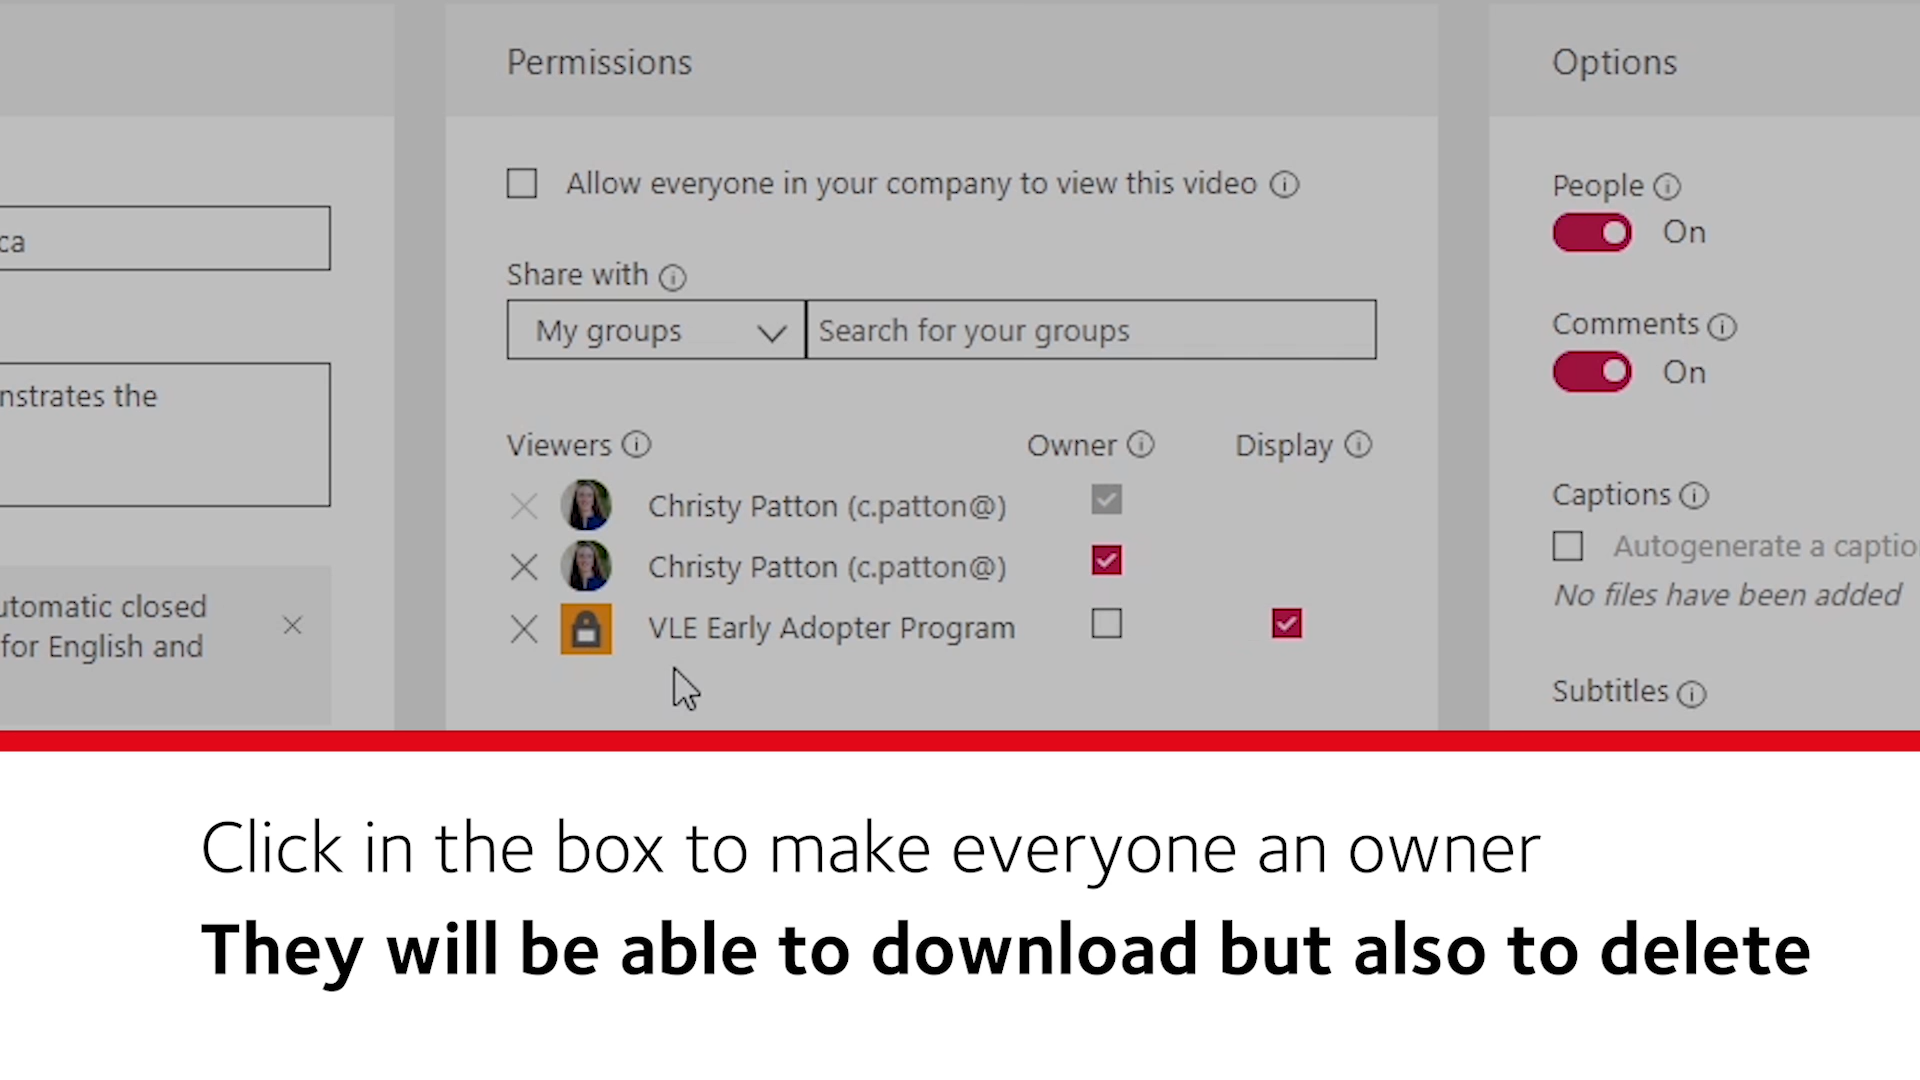 Permissions
Options
Allow everyone in your company to view this video
People
On
ca
Share with
My groups
Search for your groups
Comments
On
nstrates the
Viewers
Owner
Display
Christy Patton (c.patton@)
Christy Patton (c.patton@)
VLE Early Adopter Program
Captions
Autogenerate a captio
No files have been added
utomatic closed
for English and
Subtitles
Click in the box to make everyone an owner
They will be able to download but also to delete